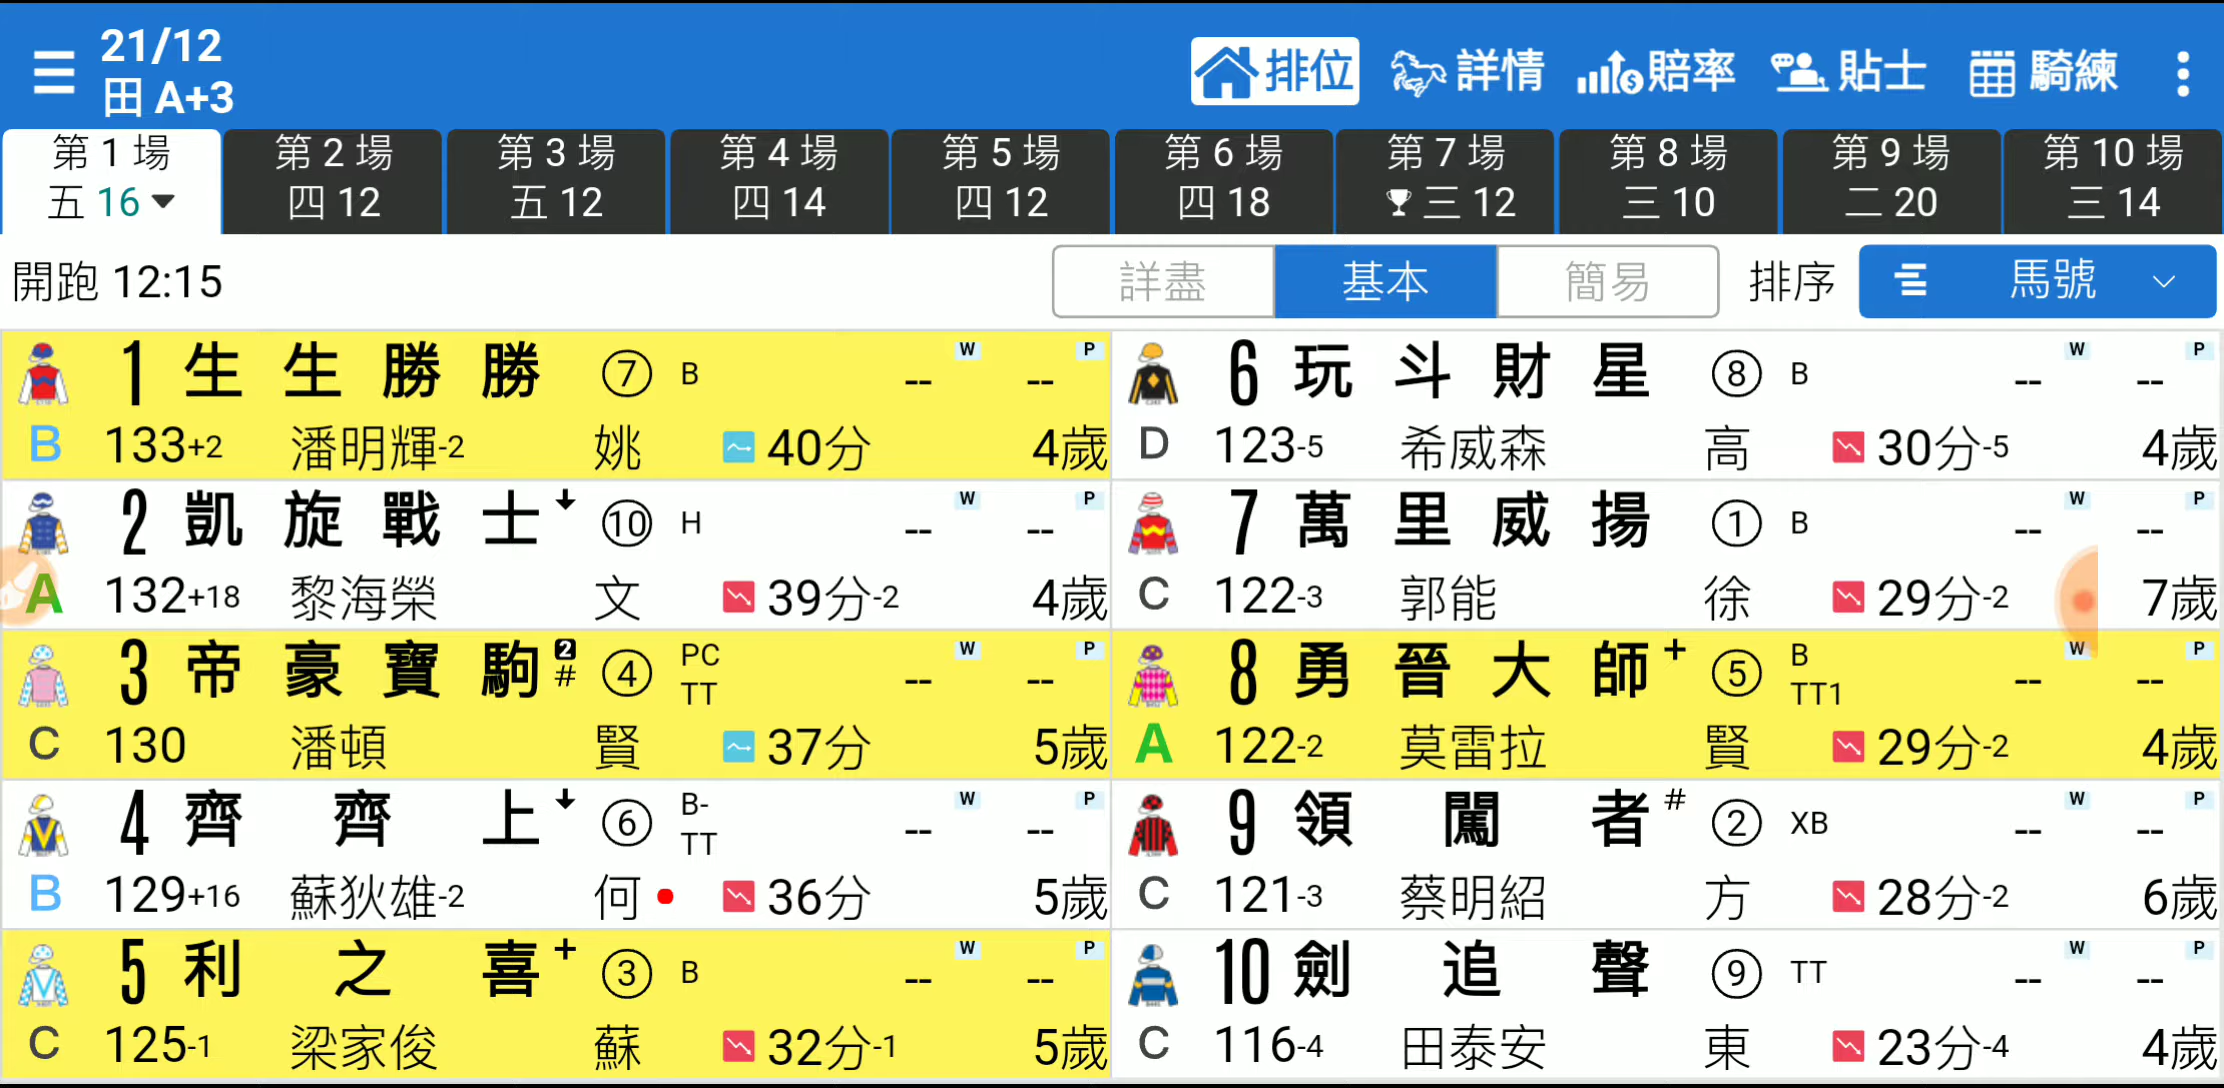 21/12
田 A+3
排位 詳情 賠率 貼士 騎練
第 1 場 第 2 場 第 3 場 第 4 場 第 5 場 第 6 場 第 7 場 第 8 場 第 9 場 第 10 場
五 16 四 12 五 12 四 14 四 12 四 18 三 12 三 10 二 20 三 14
開跑 12:15 詳盡 基本 簡易 排序 馬號
1 生生勝勝 7 B -- W -- P
B 133+2 潘明輝-2 姚 40分 4歲
2 凱旋戰士 10 H -- W -- P
A 132+18 黎海榮 文 39分-2 4歲
3 帝豪寶駒 2 # 4 PC TT -- W -- P
C 130 潘頓 賢 37分 5歲
4 齊齊上 6 B- TT -- W -- P
B 129+16 蘇狄雄-2 何 36分 5歲
5 利之喜+ 3 B -- W -- P
C 125-1 梁家俊 蘇 32分-1 5歲
6 玩斗財星 8 B -- W -- P
D 123-5 希威森 高 30分-5 4歲
7 萬里威揚 1 B -- W -- P
C 122-3 郭能 徐 29分-2 7歲
8 勇晉大師+ 5 B TT1 -- W -- P
A 122-2 莫雷拉 賢 29分-2 4歲
9 領闖者# 2 XB -- W -- P
C 121-3 蔡明紹 方 28分-2 6歲
10 劍追聲 9 TT -- W -- P
C 116-4 田泰安 東 23分-4 4歲